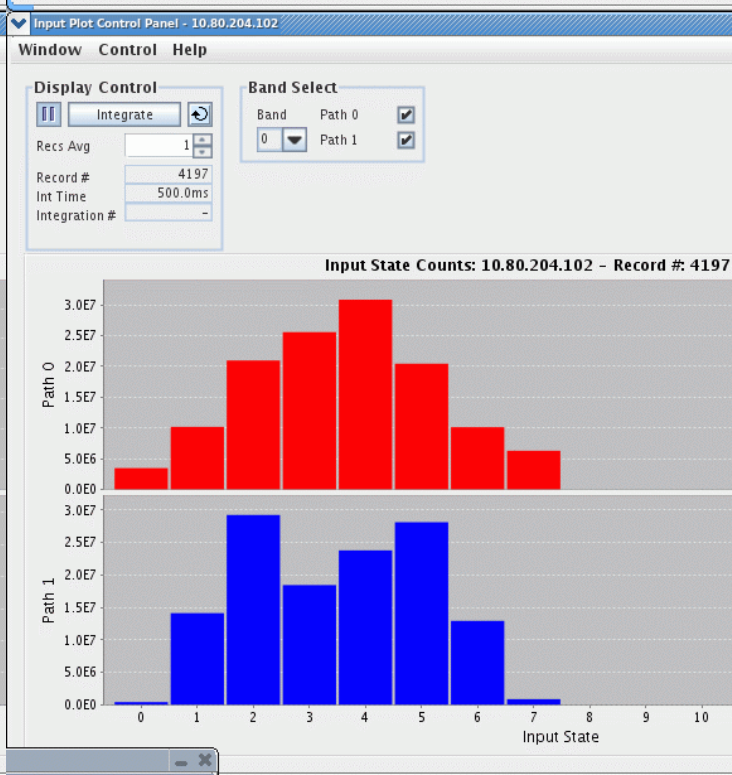 Input Plot Control Panel - 10.80.204.102
Window Control Help
Display Control
Integrate
Recs Avg 1
Record # 4197
Int Time 500.0ms
Integration # -
Band Select
Band Path 0
0 Path 1
Input State Counts: 10.80.204.102 - Record #: 4197
Path 0
3.0E7
2.5E7
2.0E7
1.5E7
1.0E7
5.0E6
0.0E0
Path 1
3.0E7
2.5E7
2.0E7
1.5E7
1.0E7
5.0E6
0.0E0
0 1 2 3 4 5 6 7 8 9 10
Input State